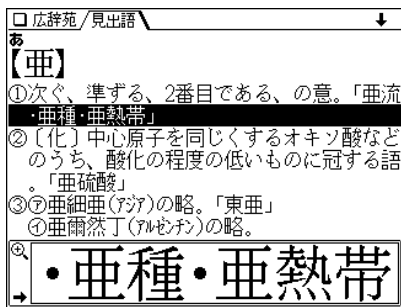 広辞苑/見出語
あ
【亜】
①次ぐ、準ずる、2番目である、の意。「亜流
・亜種・亜熱帯」
②〔化〕中心原子を同じくするオキソ酸など
のうち、酸化の程度の低いものに冠する語
。「亜硫酸」
③㋐亜細亜(アジア)の略。「東亜」
㋑亜爾然丁(アルゼンチン)の略。
・亜種・亜熱帯